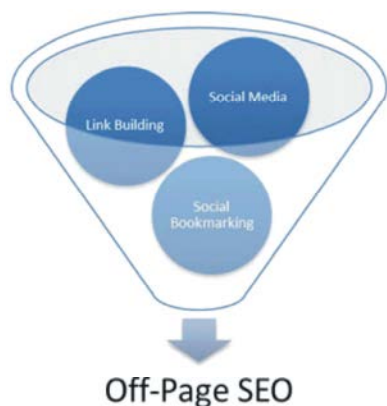 Social Media
Link Building
Social
Bookmarking
Off-Page SEO